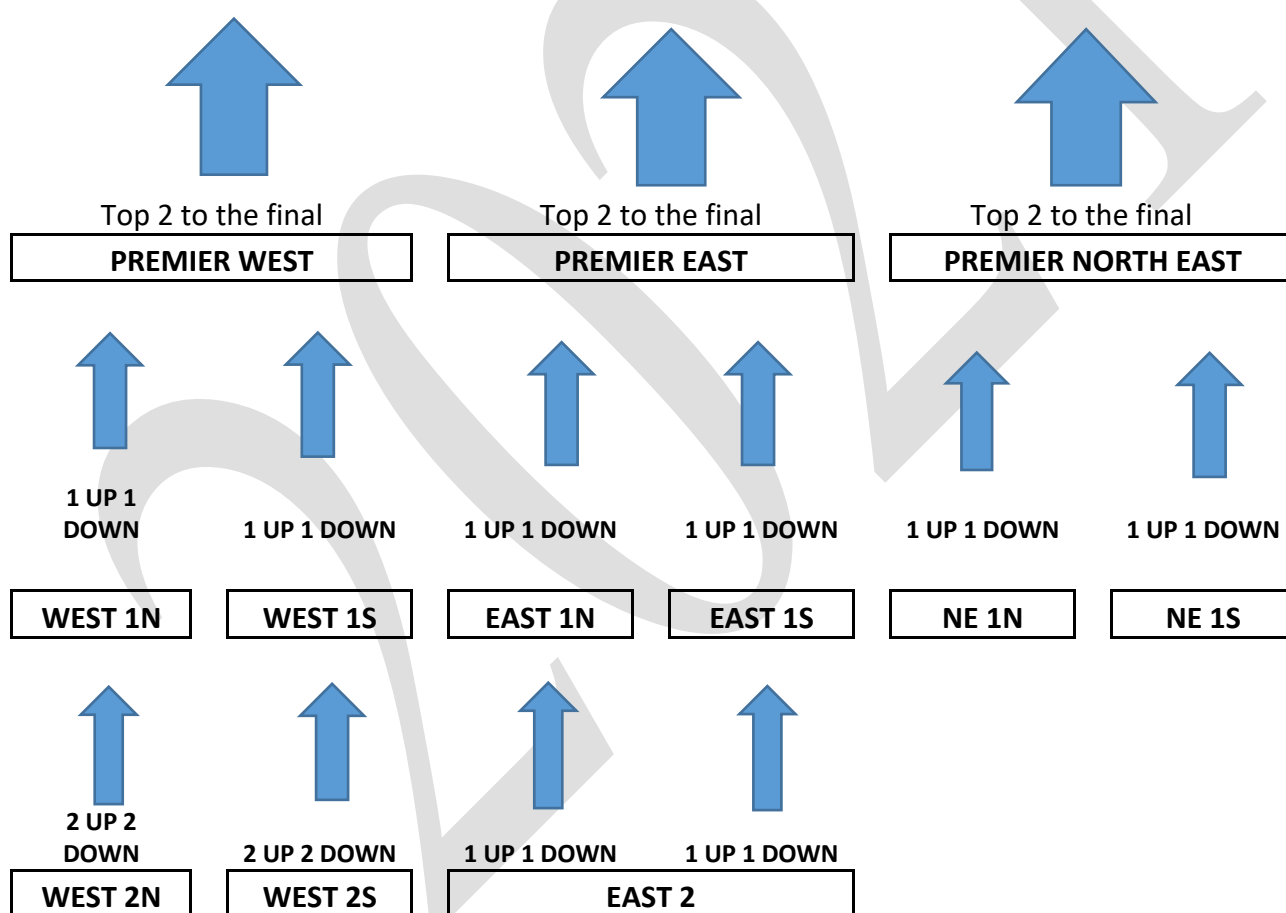 Top 2 to the final Top 2 to the final Top 2 to the final
PREMIER WEST PREMIER EAST PREMIER NORTH EAST
1 UP 1
DOWN 1 UP 1 DOWN 1 UP 1 DOWN 1 UP 1 DOWN 1 UP 1 DOWN 1 UP 1 DOWN
WEST 1N WEST 1S EAST 1N EAST 1S NE 1N NE 1S
2 UP 2
DOWN 2 UP 2 DOWN 1 UP 1 DOWN 1 UP 1 DOWN
WEST 2N WEST 2S EAST 2
2021